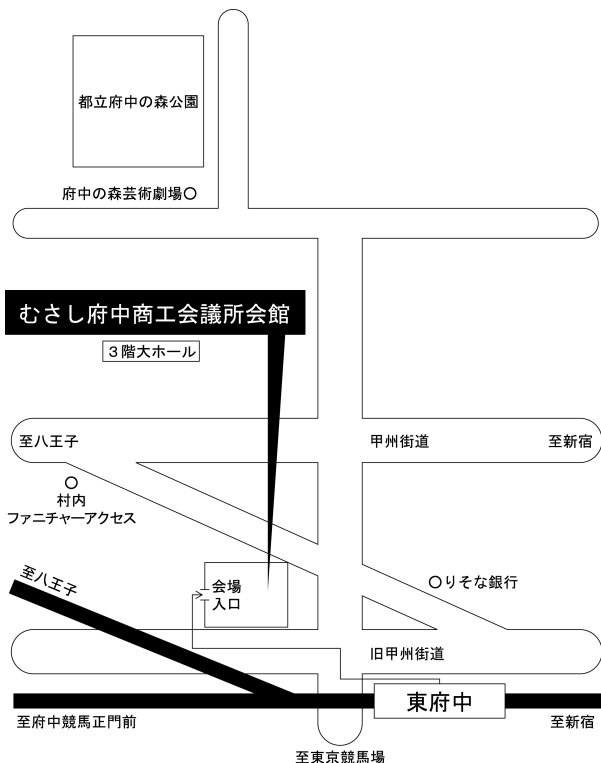 都立府中の森公園
府中の森芸術劇場
むさし府中商工会議所会館
3階大ホール
至八王子
甲州街道
至新宿
村内
ファニチャーアクセス
至八王子
会場
入口
りそな銀行
旧甲州街道
東府中
至府中競馬正門前
至新宿
至東京競馬場